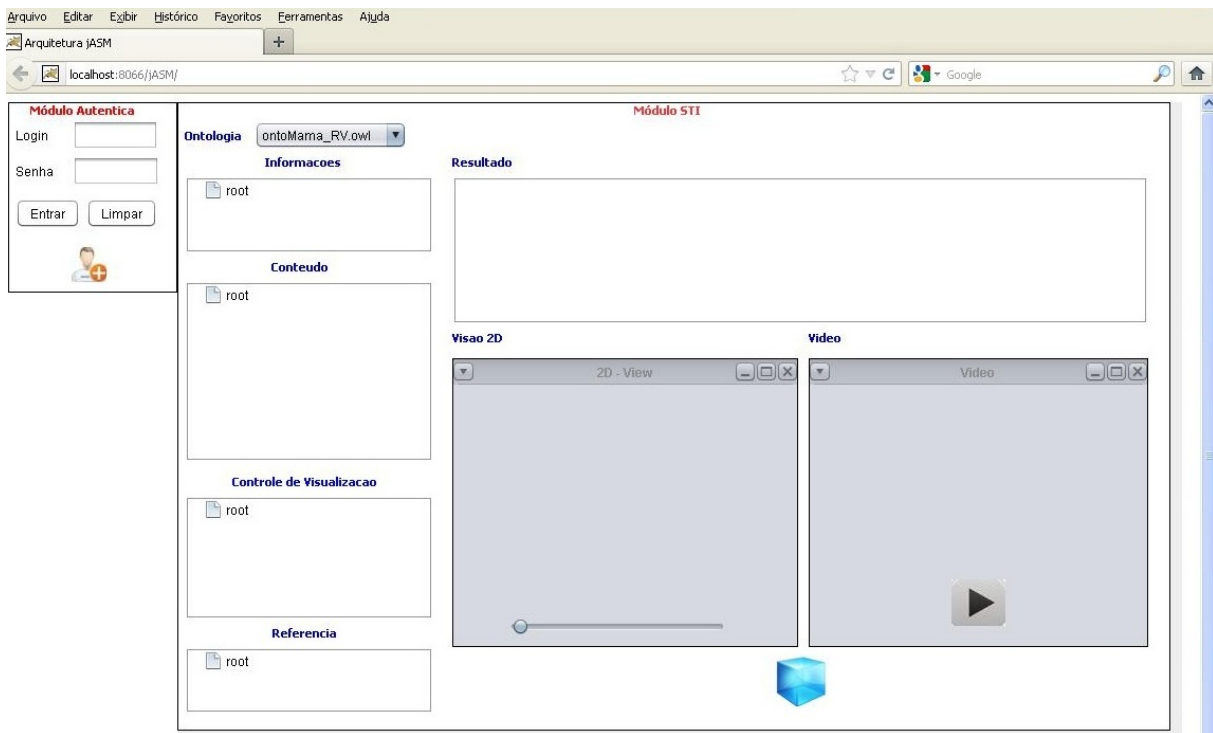 Arquivo Editar Exibir Histórico Favoritos Ferramentas Ajuda
Arquitetura jASM
localhost:8066/jASM/
Google
Módulo Autentica
Login
Senha
Entrar Limpar
Módulo STI
Ontologia ontoMama_RV.owl
Informacoes
root
Conteudo
root
Controle de Visualizacao
root
Referencia
root
Resultado
Visao 2D
2D - View
Video
Video